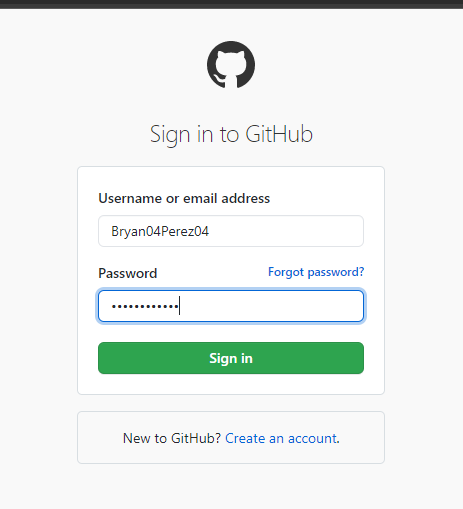 Sign in to GitHub
Username or email address
Bryan04Perez04
Password Forgot password?
••••••••••••
Sign in
New to GitHub? Create an account.